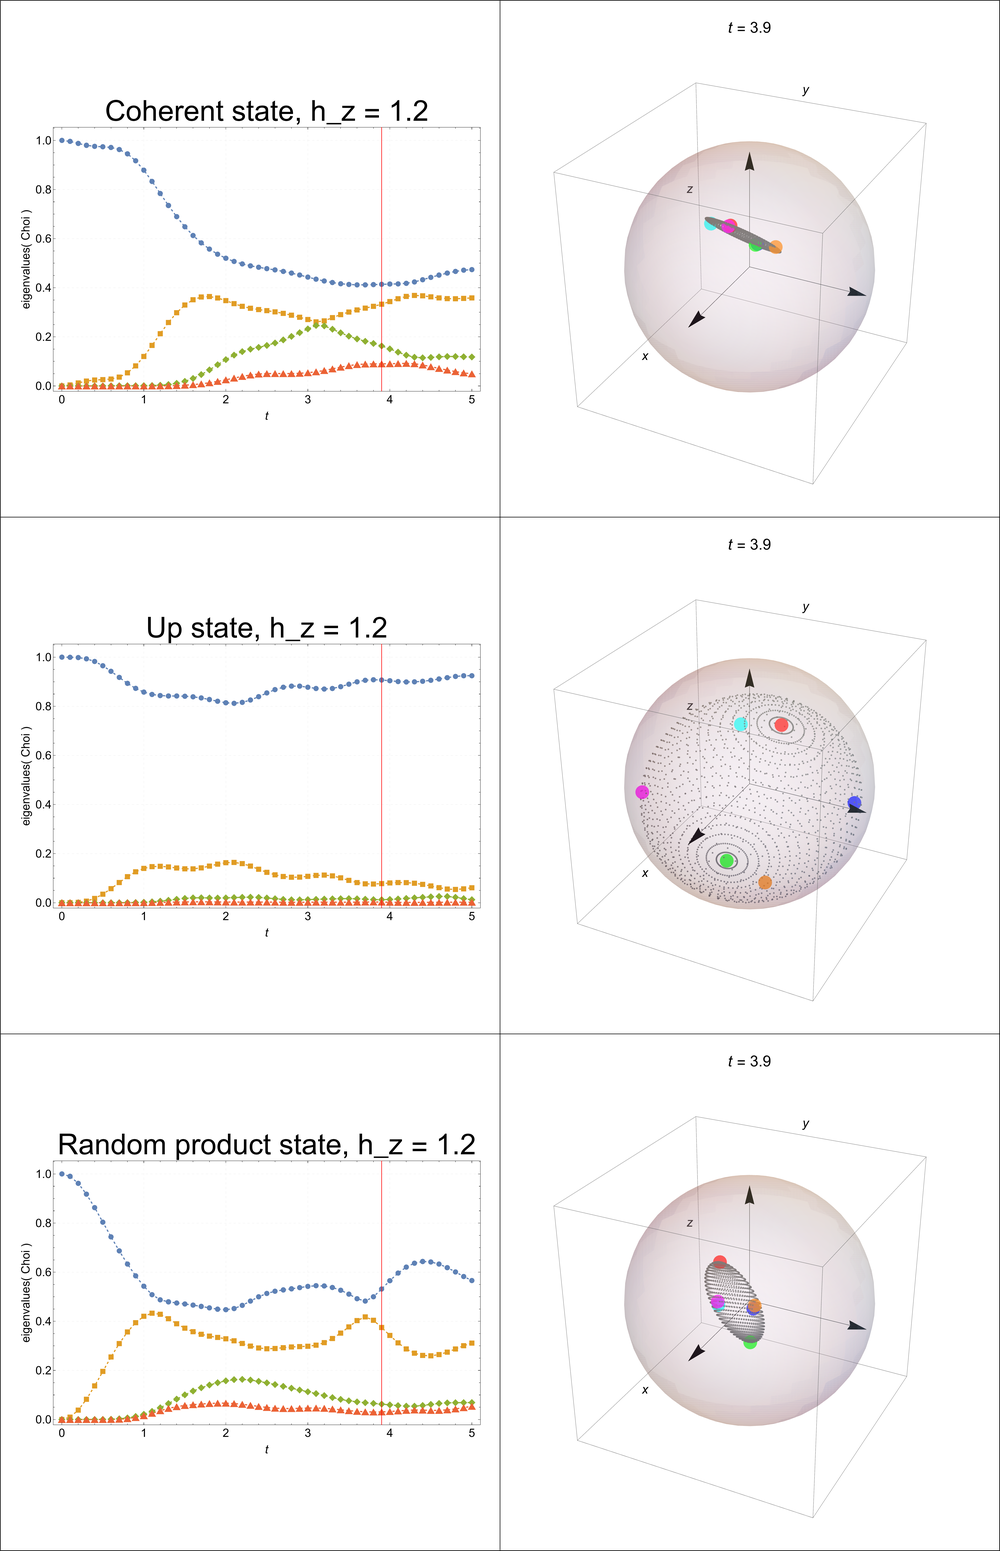 Coherent state, h_z = 1.2
eigenvalues( Choi )
1.0
0.8
0.6
0.4
0.2
0.0
0 1 2 3 4 5
t
t = 3.9
y
z
x
Up state, h_z = 1.2
eigenvalues( Choi )
1.0
0.8
0.6
0.4
0.2
0.0
0 1 2 3 4 5
t
t = 3.9
y
z
x
Random product state, h_z = 1.2
eigenvalues( Choi )
1.0
0.8
0.6
0.4
0.2
0.0
0 1 2 3 4 5
t
t = 3.9
y
z
x